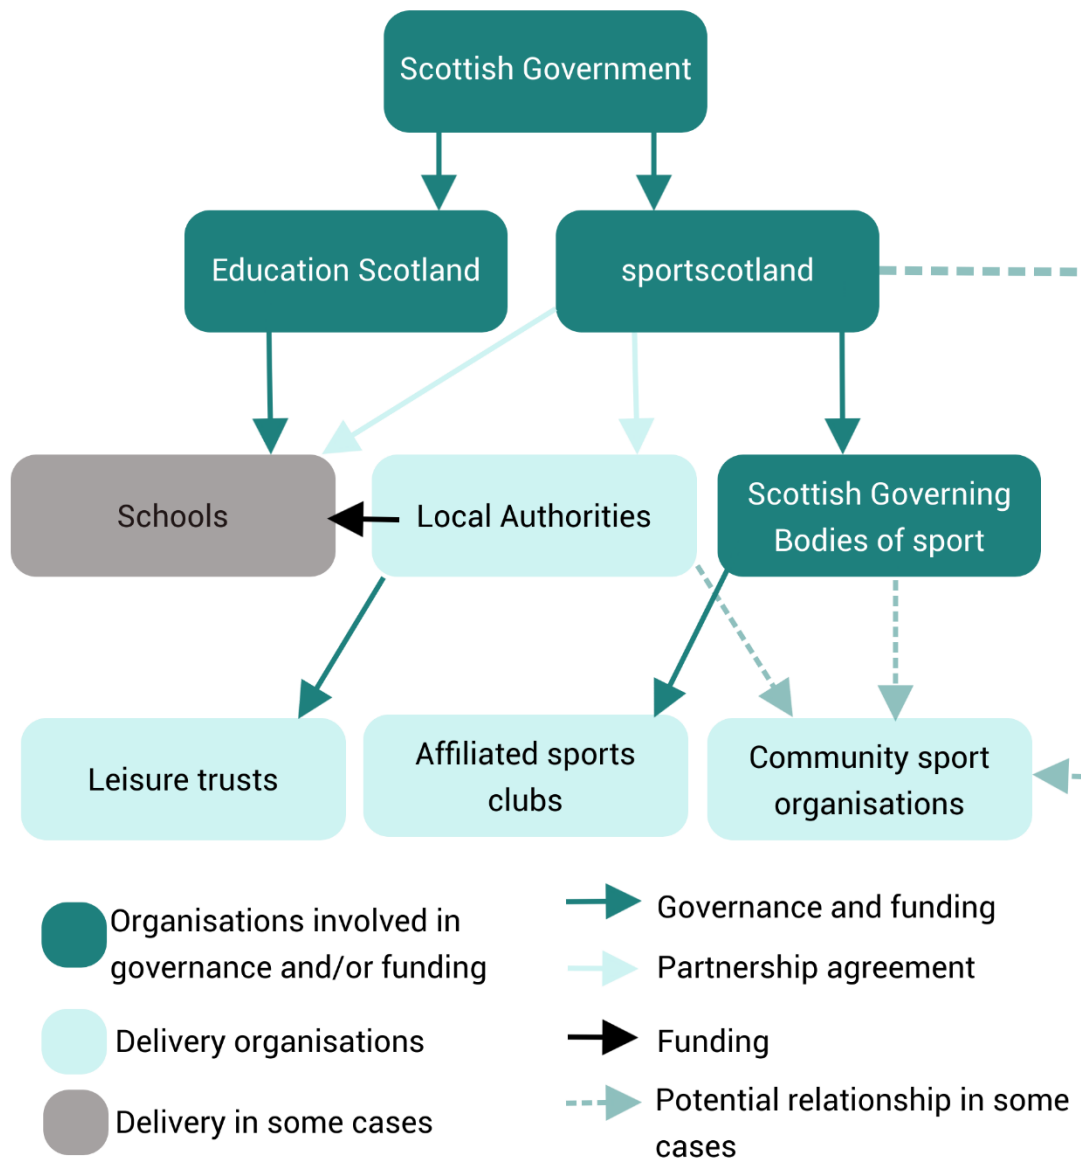 Scottish Government
Education Scotland
sportscotland
Schools
Local Authorities
Scottish Governing
Bodies of sport
Leisure trusts
Affiliated sports
clubs
Community sport
organisations
Organisations involved in
governance and/or funding
Delivery organisations
Delivery in some cases
Governance and funding
Partnership agreement
Funding
Potential relationship in some
cases